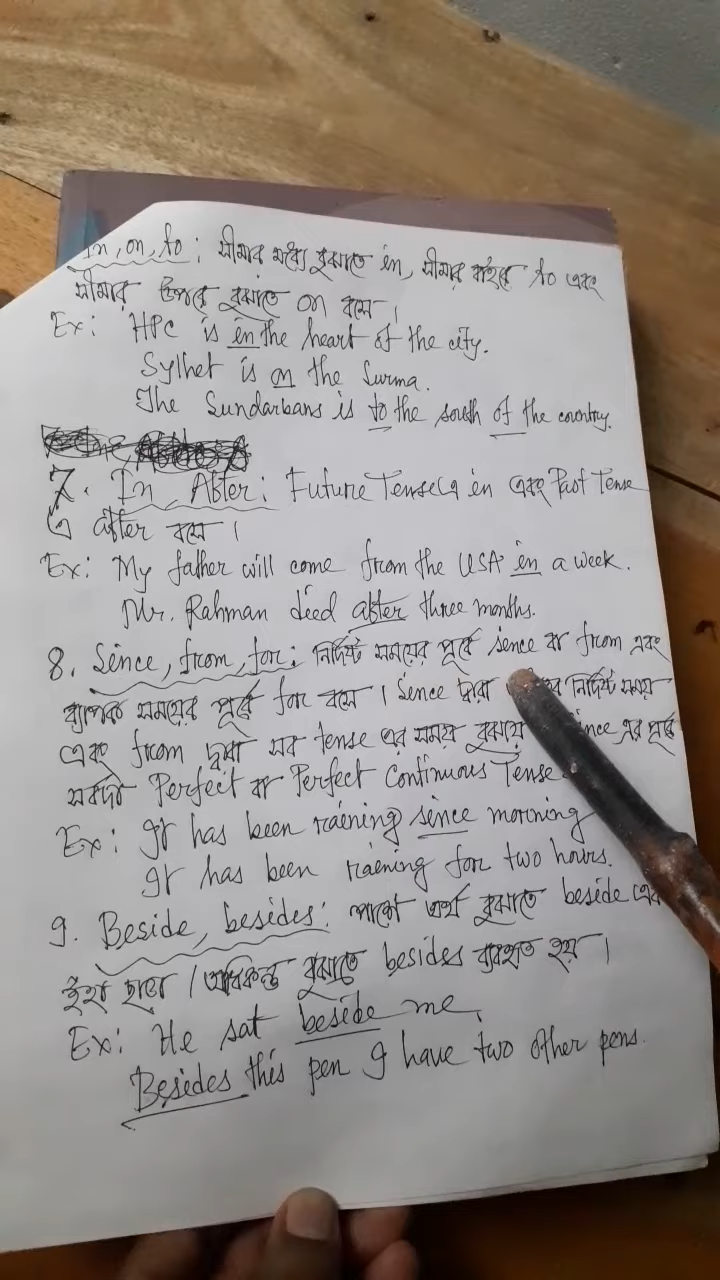 In, on, to : সীমার মধ্যে বুঝাতে in, সীমার বাইরে to এবং
সীমার উপরে বুঝাতে on বসে।
Ex: HPC is in the heart of the city.
Sylhet is on the Surma.
The Sundarbans is to the south of the country.
7. In, After: Future Tense এ in এবং Past Tense
এ after বসে।
Ex: My father will come from the USA in a week.
Mr. Rahman died after three months.
8. Since, from, for: নির্দিষ্ট সময়ের পূর্বে since বা from এবং
ব্যাপক সময়ের পূর্বে for বসে। Since দ্বারা নির্দিষ্ট সময়
এবং from দ্বারা সব tense এর সময় বুঝায় since এর পূর্বে
সবর্দা Perfect বা Perfect Continuous Tense
Ex: It has been raining since morning
It has been raining for two hours.
9. Beside, besides: পাশে অর্থ বুঝাতে beside এবং
ইহা ছাড়া / অধিকন্তু বুঝাতে besides ব্যবহৃত হয়।
Ex: He sat beside me.
Besides this pen I have two other pens.